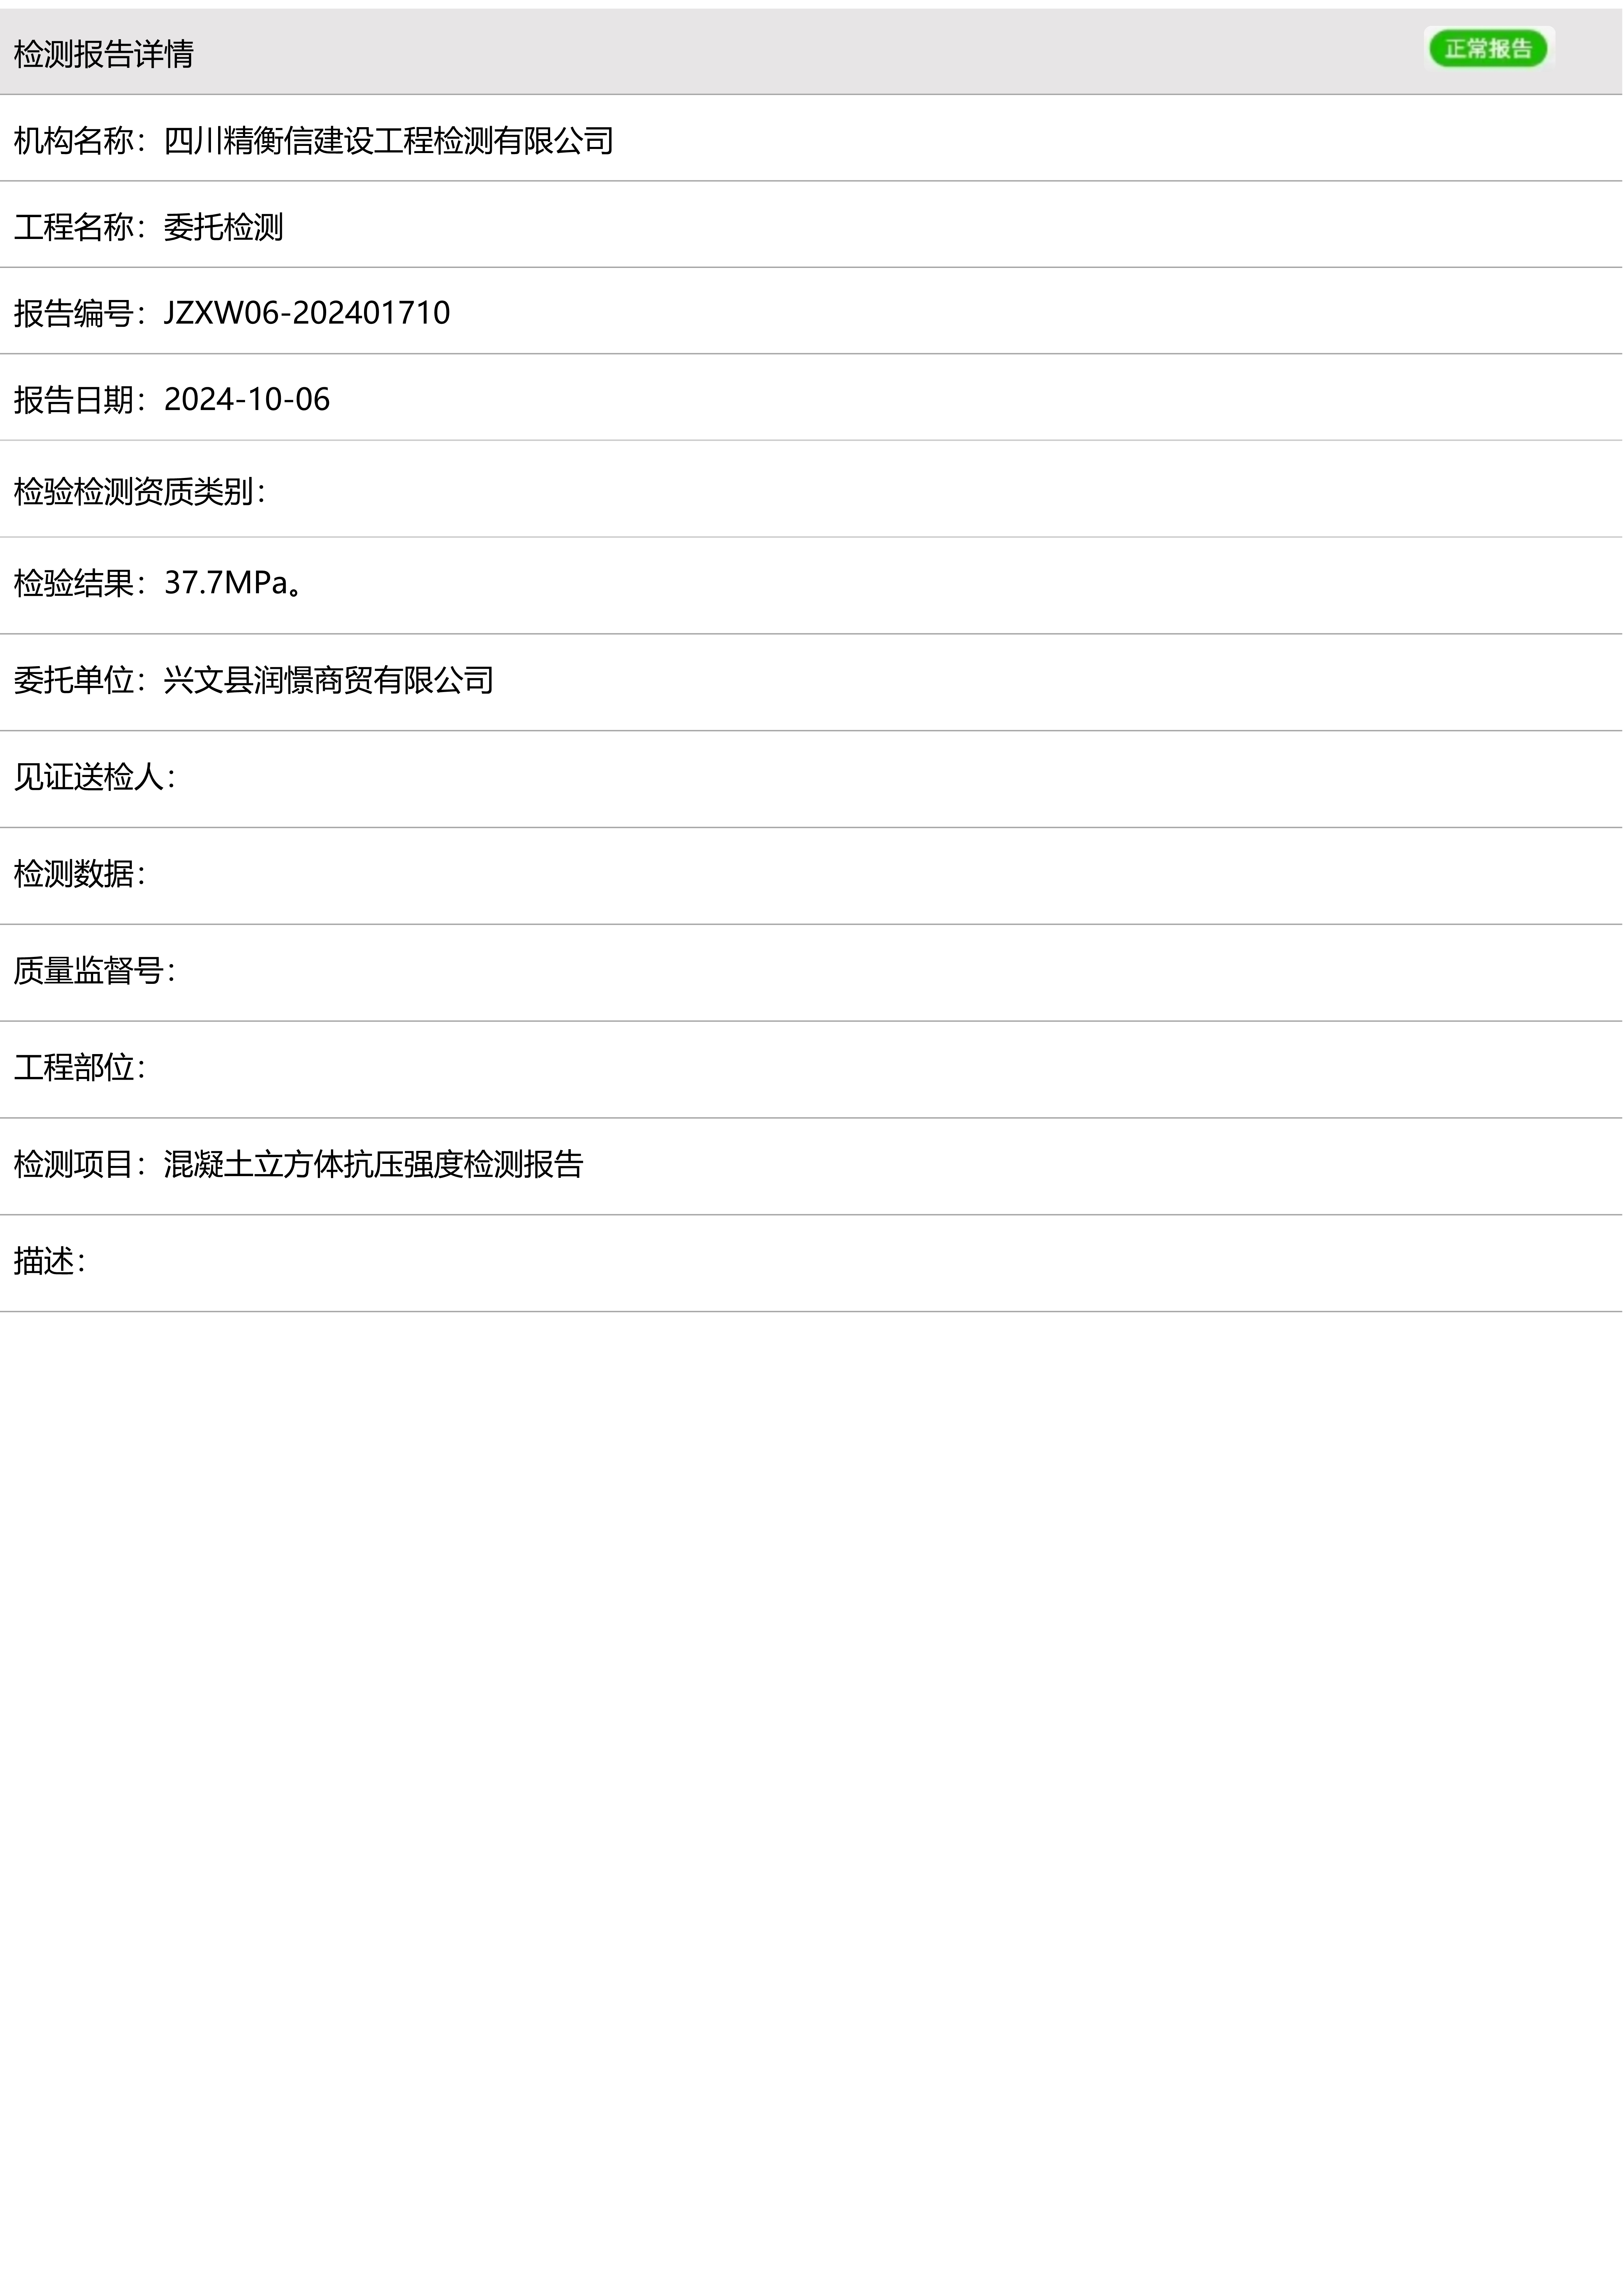 检测报告详情
正常报告
机构名称：四川精衡信建设工程检测有限公司
工程名称：委托检测
报告编号：JZXW06-202401710
报告日期：2024-10-06
检验检测资质类别：
检验结果：37.7MPa。
委托单位：兴文县润憬商贸有限公司
见证送检人：
检测数据：
质量监督号：
工程部位：
检测项目：混凝土立方体抗压强度检测报告
描述：